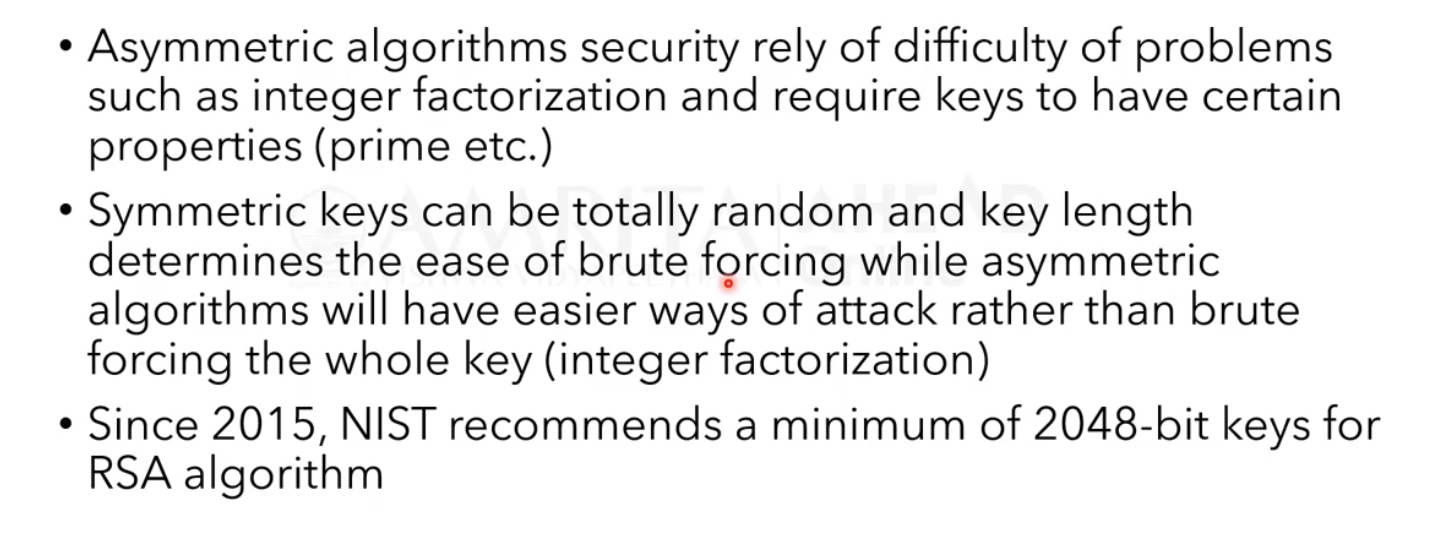 • Asymmetric algorithms security rely of difficulty of problems
such as integer factorization and require keys to have certain
properties (prime etc.)
• Symmetric keys can be totally random and key length
determines the ease of brute forcing while asymmetric
algorithms will have easier ways of attack rather than brute
forcing the whole key (integer factorization)
• Since 2015, NIST recommends a minimum of 2048-bit keys for
RSA algorithm
AMRITA AHEAD
Online